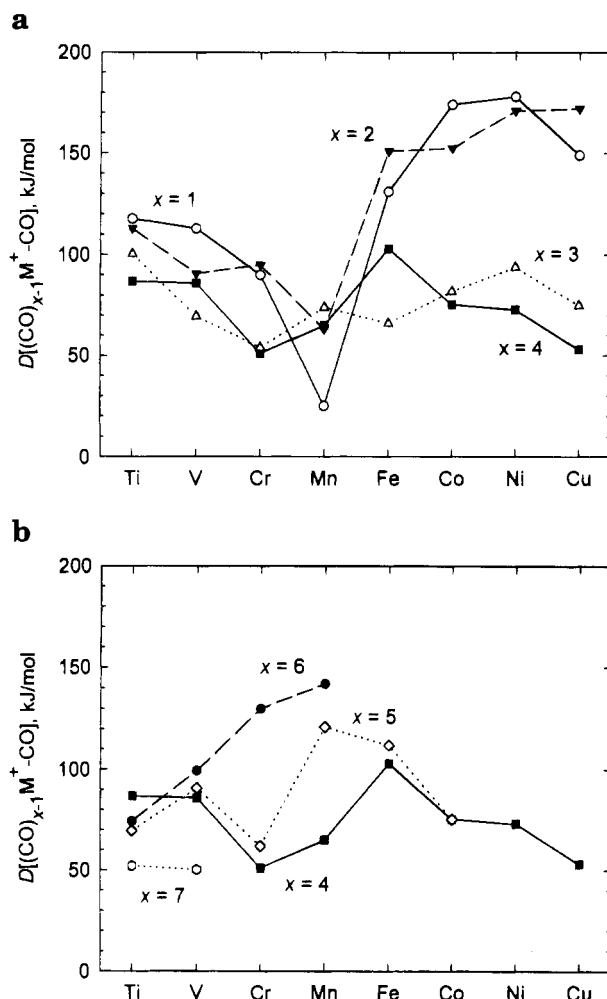 a
200
150
100
50
0
D[(CO)x-1M+-CO], kJ/mol
x = 1
x = 2
x = 3
x = 4
Ti V Cr Mn Fe Co Ni Cu
b
200
150
100
50
0
D[(CO)x-1M+-CO], kJ/mol
x = 6
x = 5
x = 7
x = 4
Ti V Cr Mn Fe Co Ni Cu